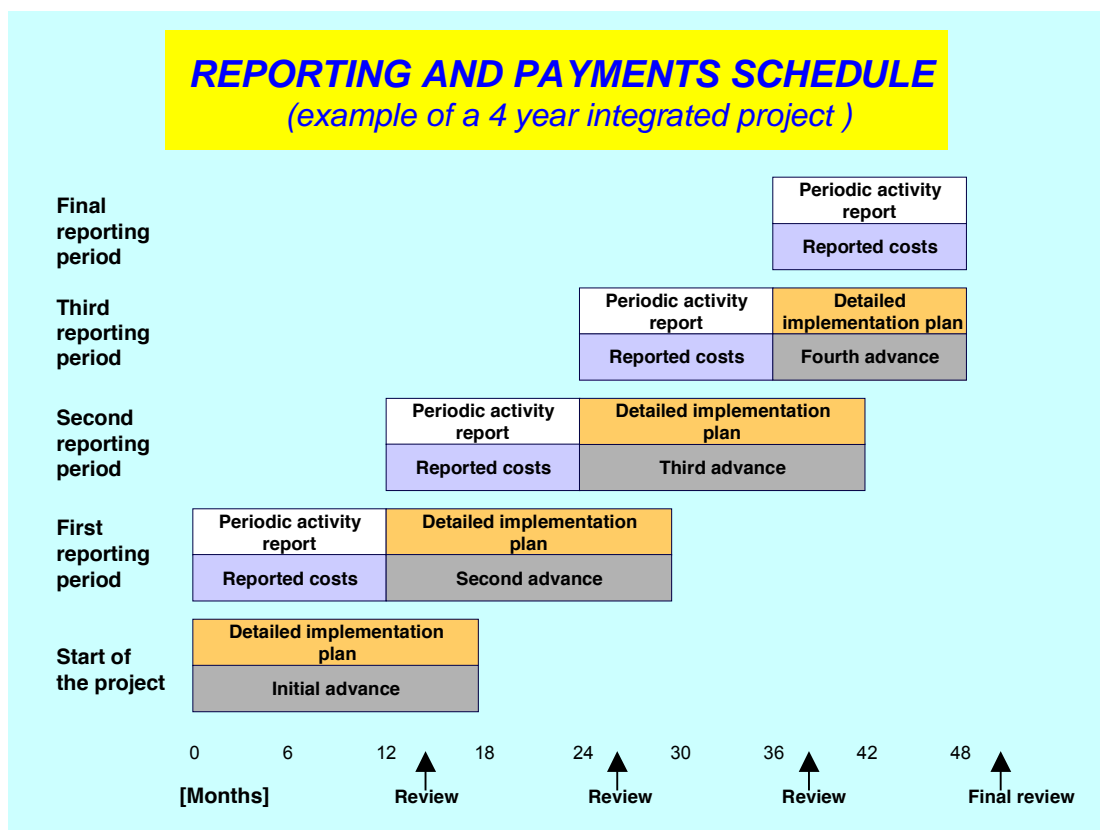 REPORTING AND PAYMENTS SCHEDULE
(example of a 4 year integrated project )
Final
reporting
period
Periodic activity
report
Reported costs
Third
reporting
period
Periodic activity
report
Reported costs
Detailed
implementation plan
Fourth advance
Second
reporting
period
Periodic activity
report
Reported costs
Detailed implementation
plan
Third advance
First
reporting
period
Periodic activity
report
Reported costs
Detailed implementation
plan
Second advance
Start of
the project
Detailed implementation
plan
Initial advance
0 6 12 18 24 30 36 42 48
[Months] Review Review Review Final review